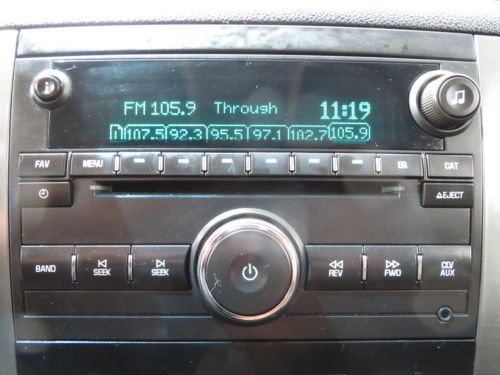 FM 105.9 Through 11:19
1 107.5 92.3 95.5 97.1 102.7 105.9
FAV MENU EQ CAT
EJECT
BAND SEEK SEEK REV FWD CD/AUX